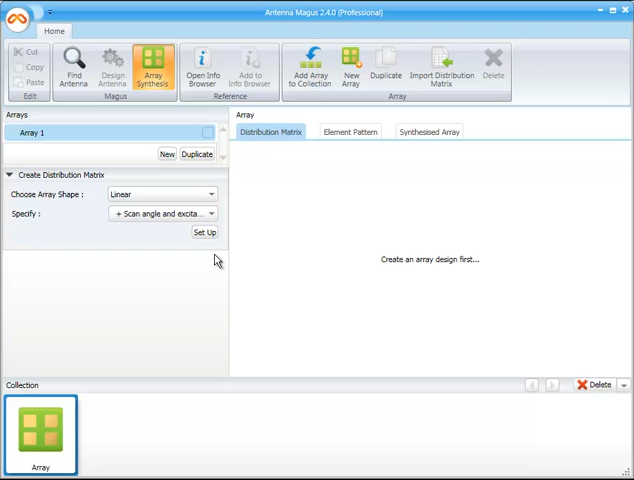 Antenna Magus 2.4.0 (Professional)
Home
Cut
Copy
Paste
Edit
Find Antenna
Design Antenna
Array Synthesis
Magus
Open Info Browser
Add to Info Browser
Reference
Add Array to Collection
New Array
Duplicate
Import Distribution Matrix
Delete
Array
Arrays
Array 1
New
Duplicate
Create Distribution Matrix
Choose Array Shape :
Linear
Specify :
+ Scan angle and excita...
Set Up
Array
Distribution Matrix
Element Pattern
Synthesised Array
Create an array design first...
Collection
Delete
Array